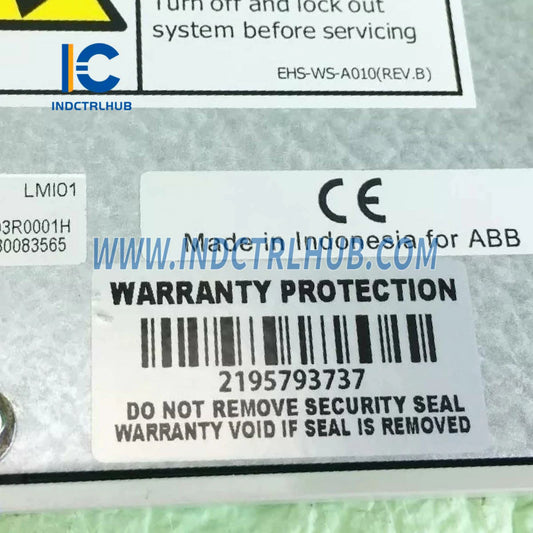 Turn off and lock out
system before servicing
EHS-WS-A010(REV.B)
IC
INDCTRLHUB
LMI01
03R0001H
30083565
CE
Made in Indonesia for ABB
WWW.INDCTRLHUB.COM
WARRANTY PROTECTION
2195793737
DO NOT REMOVE SECURITY SEAL
WARRANTY VOID IF SEAL IS REMOVED